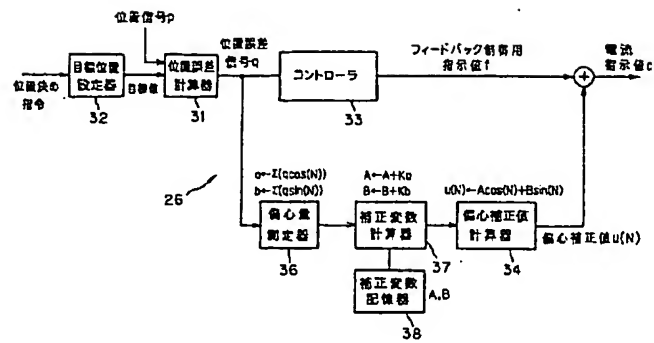 位置信号p
位置決め
指令
目標位置
設定器
32
目標値
位置誤差
計算器
31
位置誤差
信号q
コントローラ
33
フィードバック制御用
指示値f
電流
指示値c
26
a←Σ(qcos(N))
b←Σ(qsin(N))
偏心量
測定器
36
A←A+Ka
B←B+Kb
補正変数
計算器
37
補正変数
記憶器
38
A,B
u(N)←Acos(N)+Bsin(N)
偏心補正値
計算器
34
偏心補正値u(N)